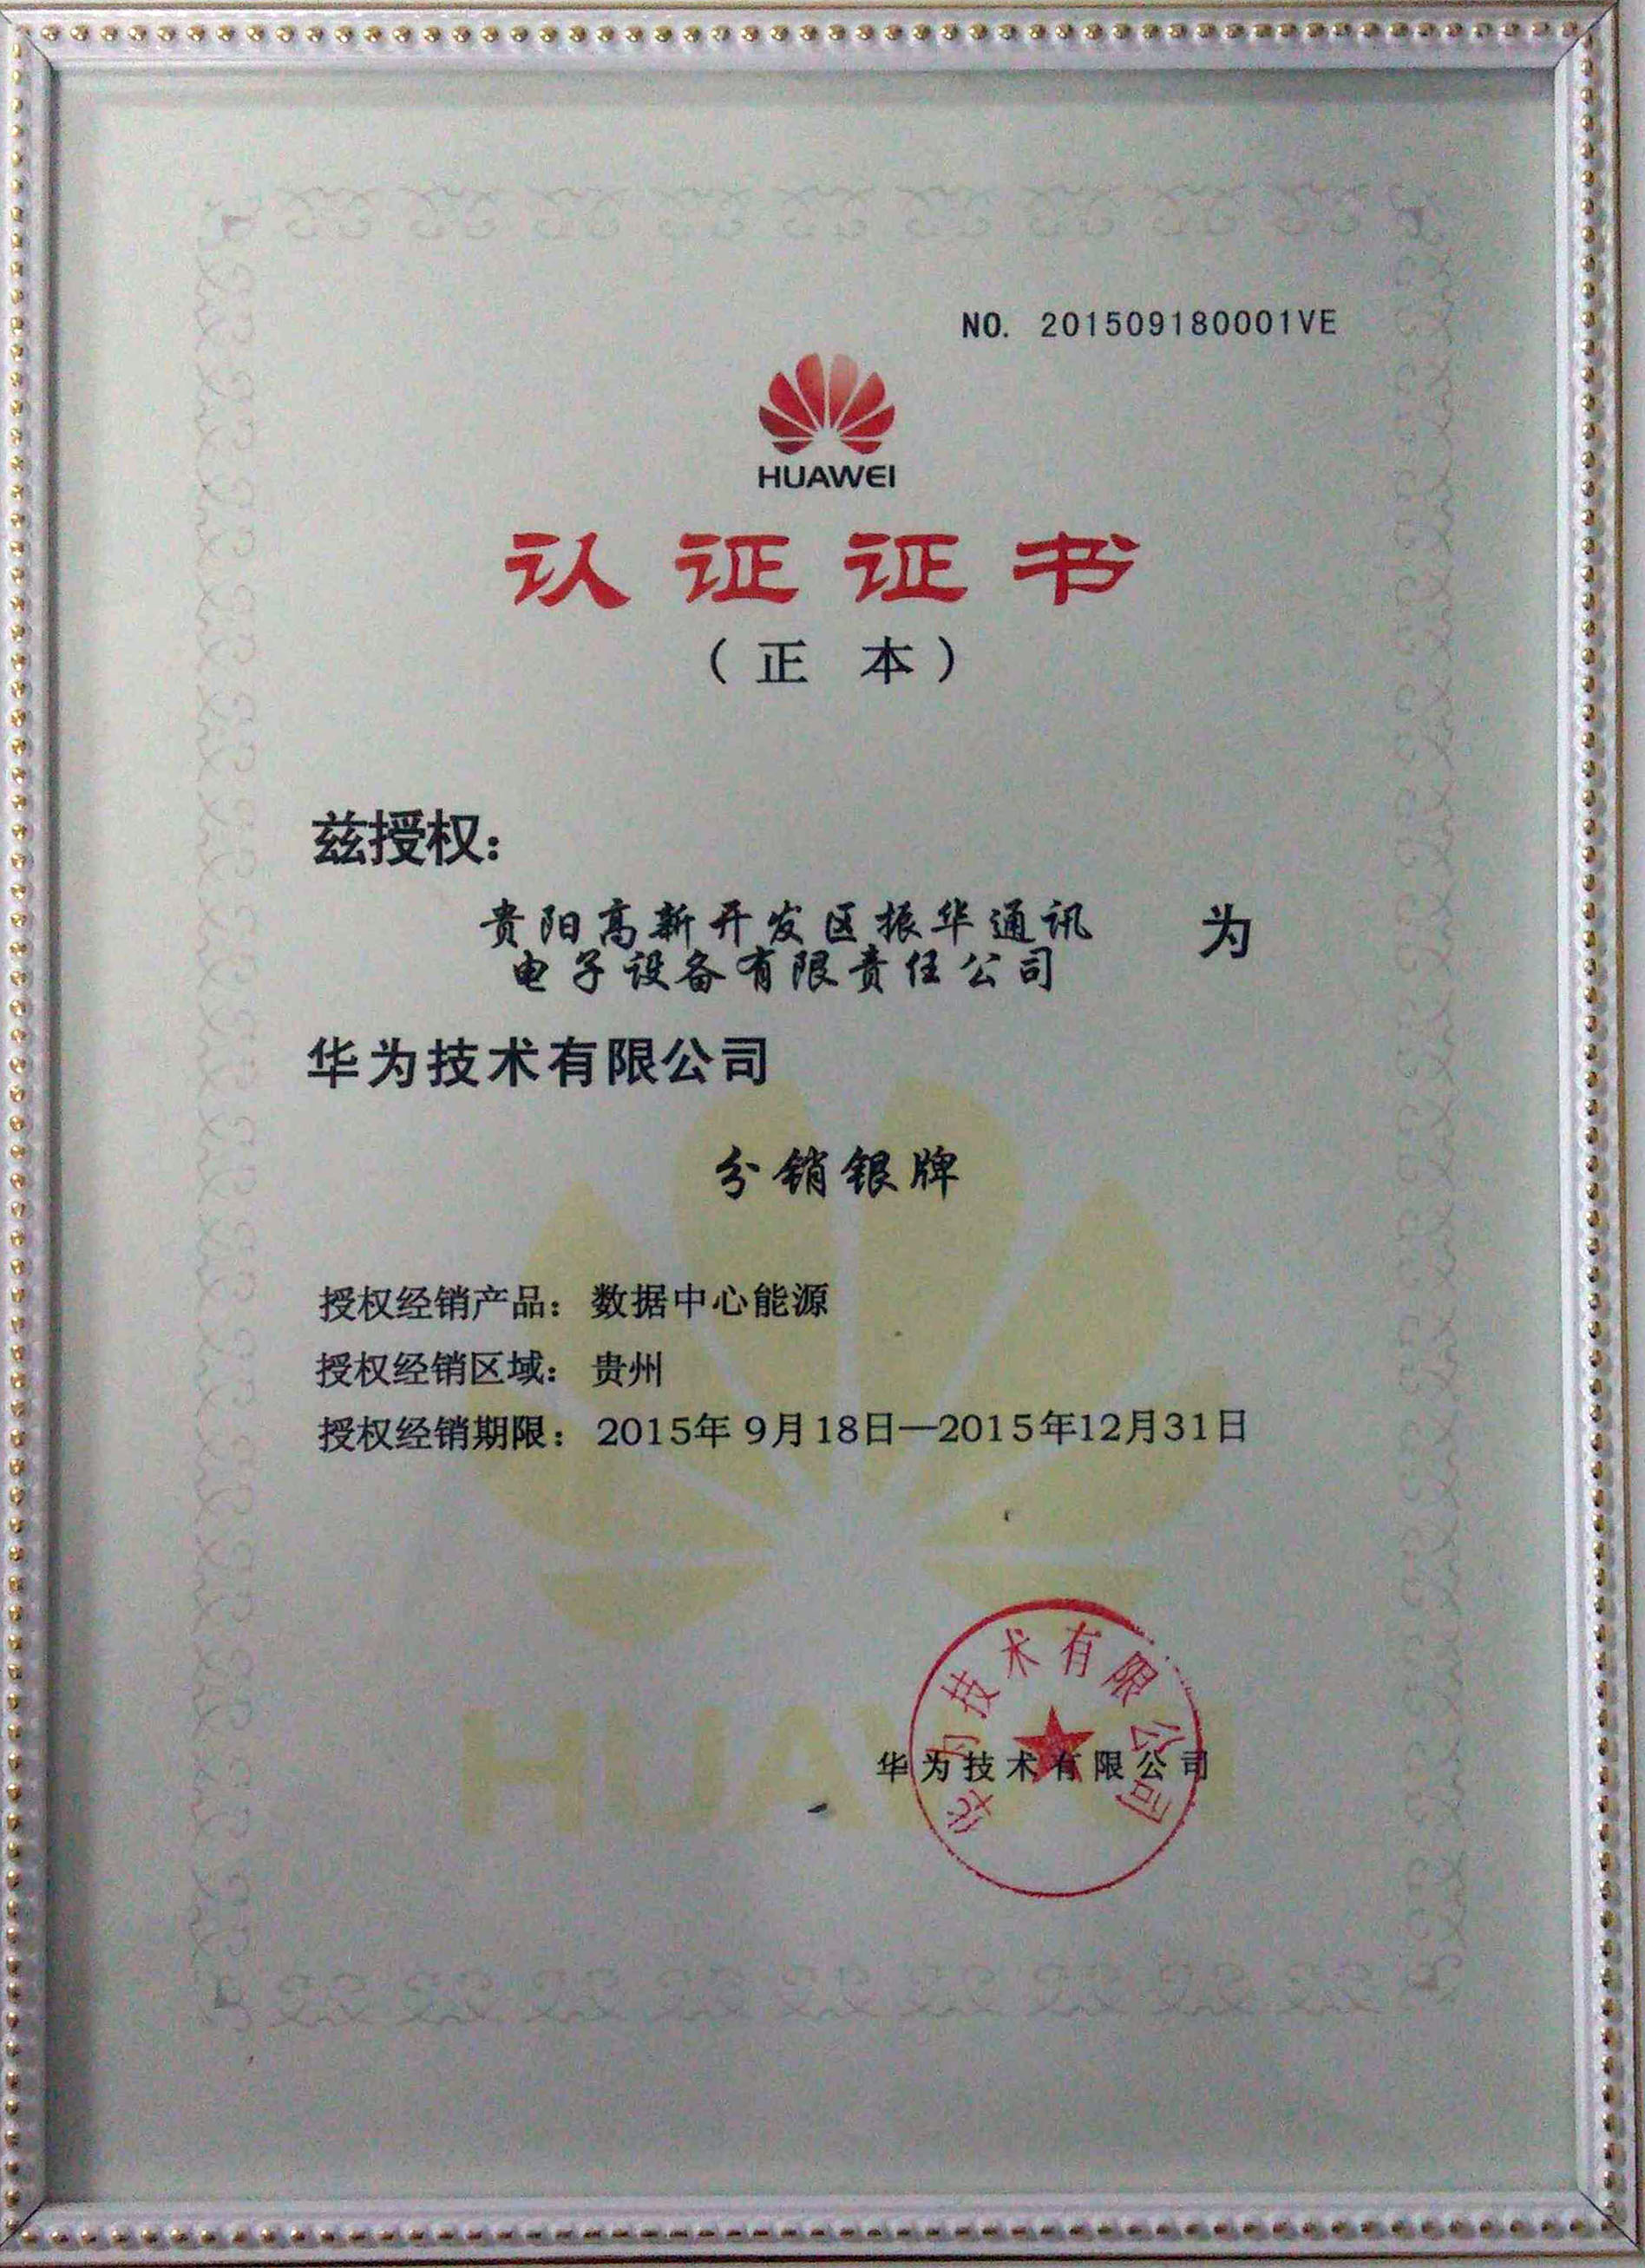 NO. 201509180001VE
HUAWEI
认证证书
（正 本）
兹授权：
贵阳高新开发区振华通讯
电子设备有限责任公司 为
华为技术有限公司
分销银牌
授权经销产品： 数据中心能源
授权经销区域： 贵州
授权经销期限： 2015年 9月18日—2015年12月31日
HUAWEI
华为技术有限公司
华为技术有限公司